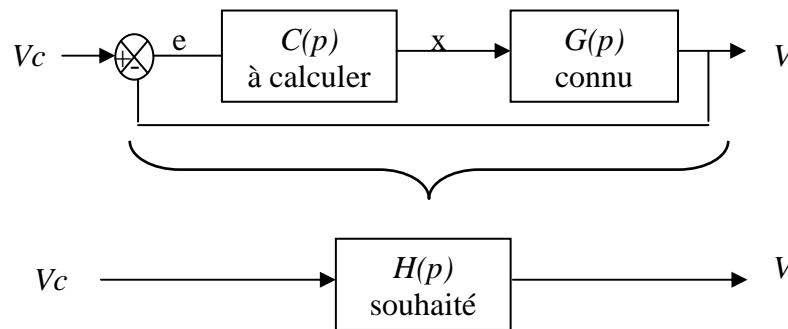 Vc
+
-
e
C(p)
à calculer
x
G(p)
connu
V
Vc
H(p)
souhaité
V